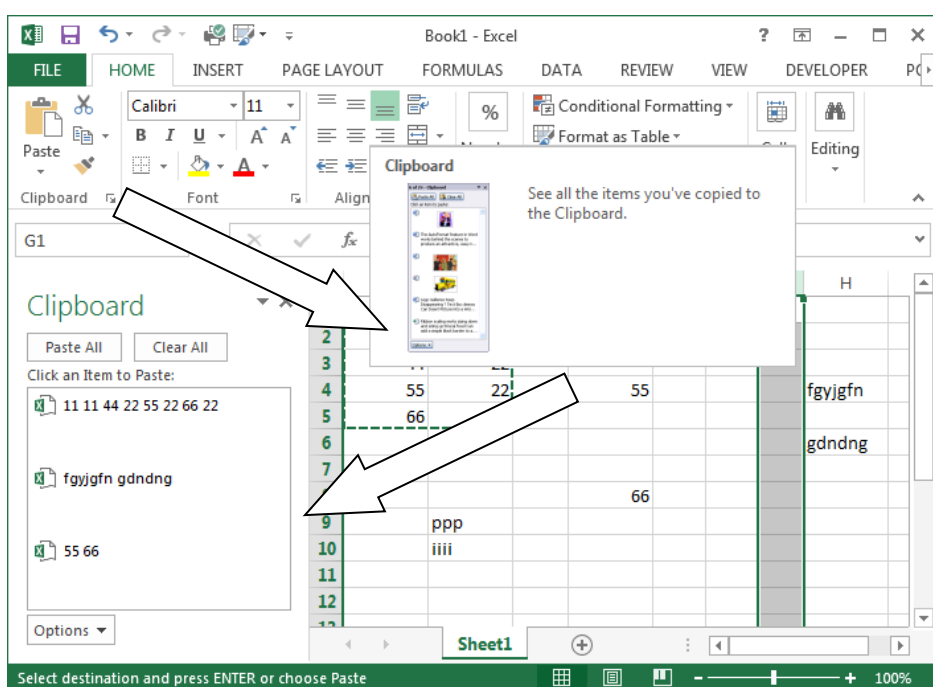 Book1 - Excel
?
FILE HOME INSERT PAGE LAYOUT FORMULAS DATA REVIEW VIEW DEVELOPER
Calibri 11 % Conditional Formatting
B I U A A Format as Table
Paste A Editing
Clipboard Font
G1 fx
Clipboard
See all the items you've copied to
the Clipboard.
H
Clipboard
Paste All Clear All
Click an Item to Paste:
11 11 44 22 55 22 66 22
fgyjgfn gdndng
55 66
Options
2
3
4 55 22 55 fgyjgfn
5 66
6 gdndng
7
66
9 ppp
10 iiii
11
12
Sheet1
Select destination and press ENTER or choose Paste 100%